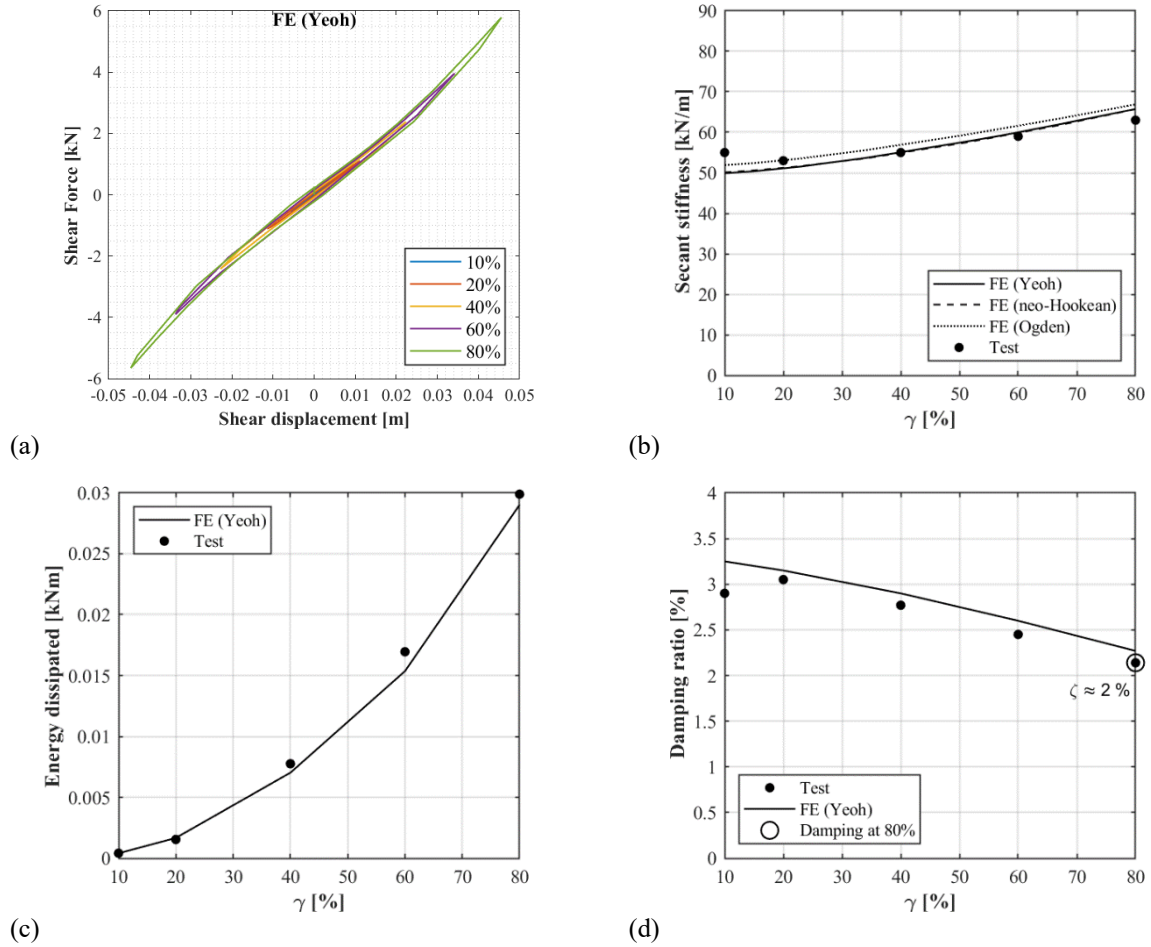 FE (Yeoh)
6
4
2
0
-2
-4
-6
Shear Force [kN]
10%
20%
40%
60%
80%
-0.05 -0.04 -0.03 -0.02 -0.01 0 0.01 0.02 0.03 0.04 0.05
Shear displacement [m]
(a)
90
80
70
60
50
40
30
20
10
0
Secant stiffness [kN/m]
FE (Yeoh)
FE (neo-Hookean)
FE (Ogden)
Test
10 20 30 40 50 60 70 80
γ [%]
(b)
0.03
0.025
0.02
0.015
0.01
0.005
0
Energy dissipated [kNm]
FE (Yeoh)
Test
10 20 30 40 50 60 70 80
γ [%]
(c)
4
3.5
3
2.5
2
1.5
1
0.5
0
Damping ratio [%]
ζ ≈ 2 %
Test
FE (Yeoh)
Damping at 80%
10 20 30 40 50 60 70 80
γ [%]
(d)